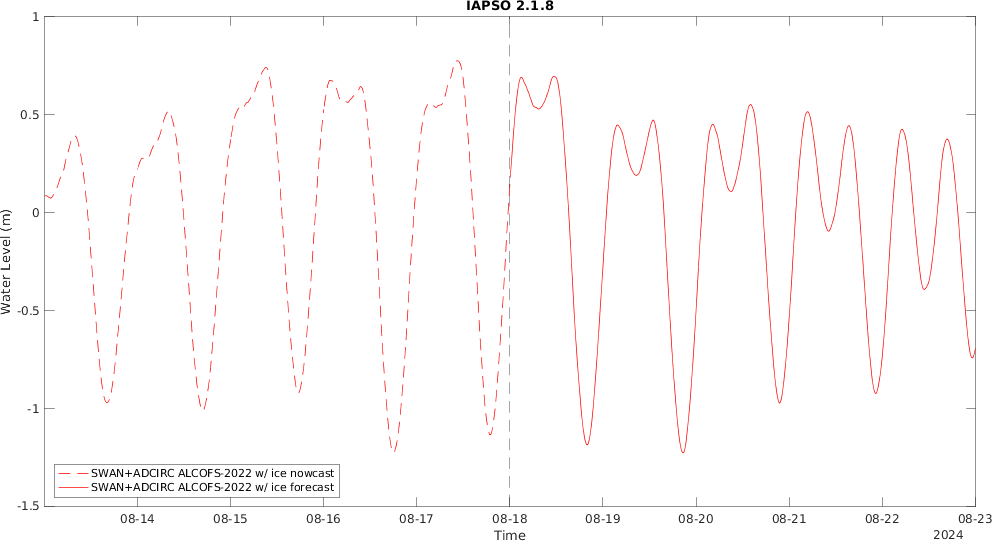 IAPSO 2.1.8
1
0.5
0
-0.5
-1
-1.5
Water Level (m)
SWAN+ADCIRC ALCOFS-2022 w/ ice nowcast
SWAN+ADCIRC ALCOFS-2022 w/ ice forecast
08-14 08-15 08-16 08-17 08-18 08-19 08-20 08-21 08-22 08-23
Time
2024